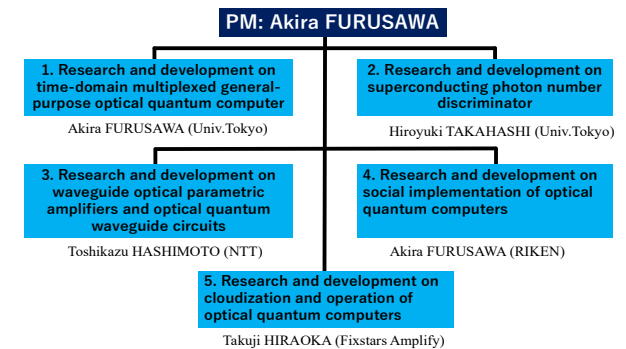 PM: Akira FURUSAWA
1. Research and development on
time-domain multiplexed general-
purpose optical quantum computer
Akira FURUSAWA (Univ.Tokyo)
2. Research and development on
superconducting photon number
discriminator
Hiroyuki TAKAHASHI (Univ.Tokyo)
3. Research and development on
waveguide optical parametric
amplifiers and optical quantum
waveguide circuits
Toshikazu HASHIMOTO (NTT)
4. Research and development on
social implementation of optical
quantum computers
Akira FURUSAWA (RIKEN)
5. Research and development on
cloudization and operation of
optical quantum computers
Takuji HIRAOKA (Fixstars Amplify)